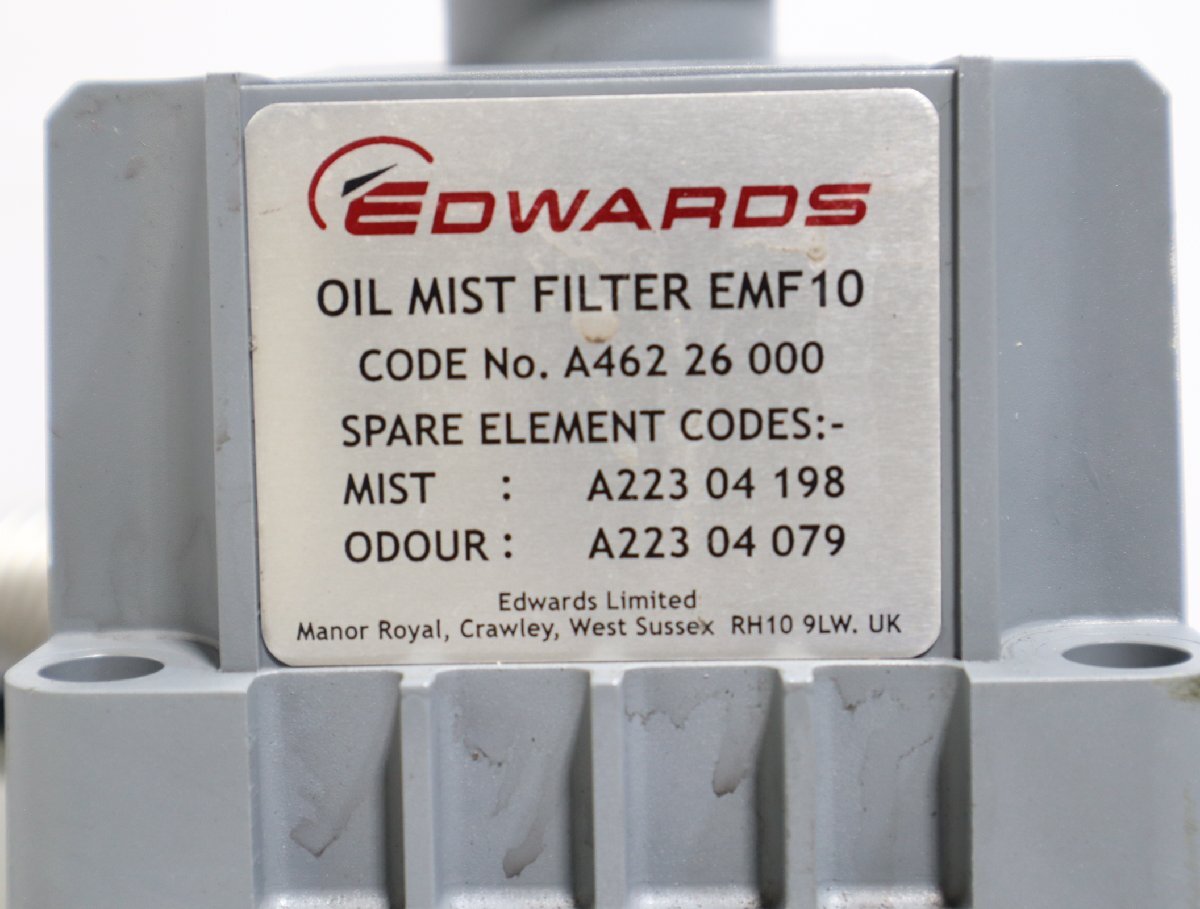 EDWARDS
OIL MIST FILTER EMF10
CODE No. A462 26 000
SPARE ELEMENT CODES:-
MIST : A223 04 198
ODOUR : A223 04 079
Edwards Limited
Manor Royal, Crawley, West Sussex RH10 9LW. UK